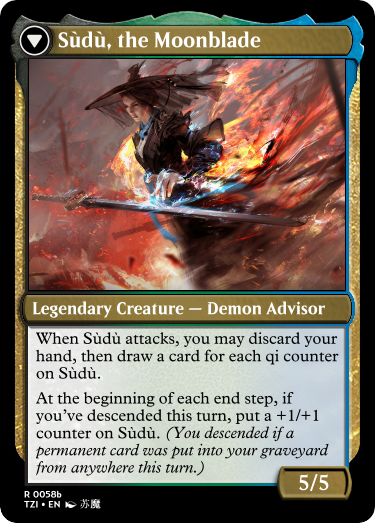 Sùdù, the Moonblade
Legendary Creature — Demon Advisor
When Sùdù attacks, you may discard your
hand, then draw a card for each qi counter
on Sùdù.
At the beginning of each end step, if
you've descended this turn, put a +1/+1
counter on Sùdù. (You descended if a
permanent card was put into your graveyard
from anywhere this turn.)
5/5
R 0058b
TZI • EN 苏魔